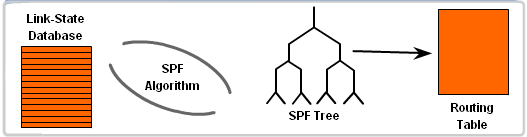 Link-State
Database
SPF
Algorithm
SPF Tree
Routing
Table